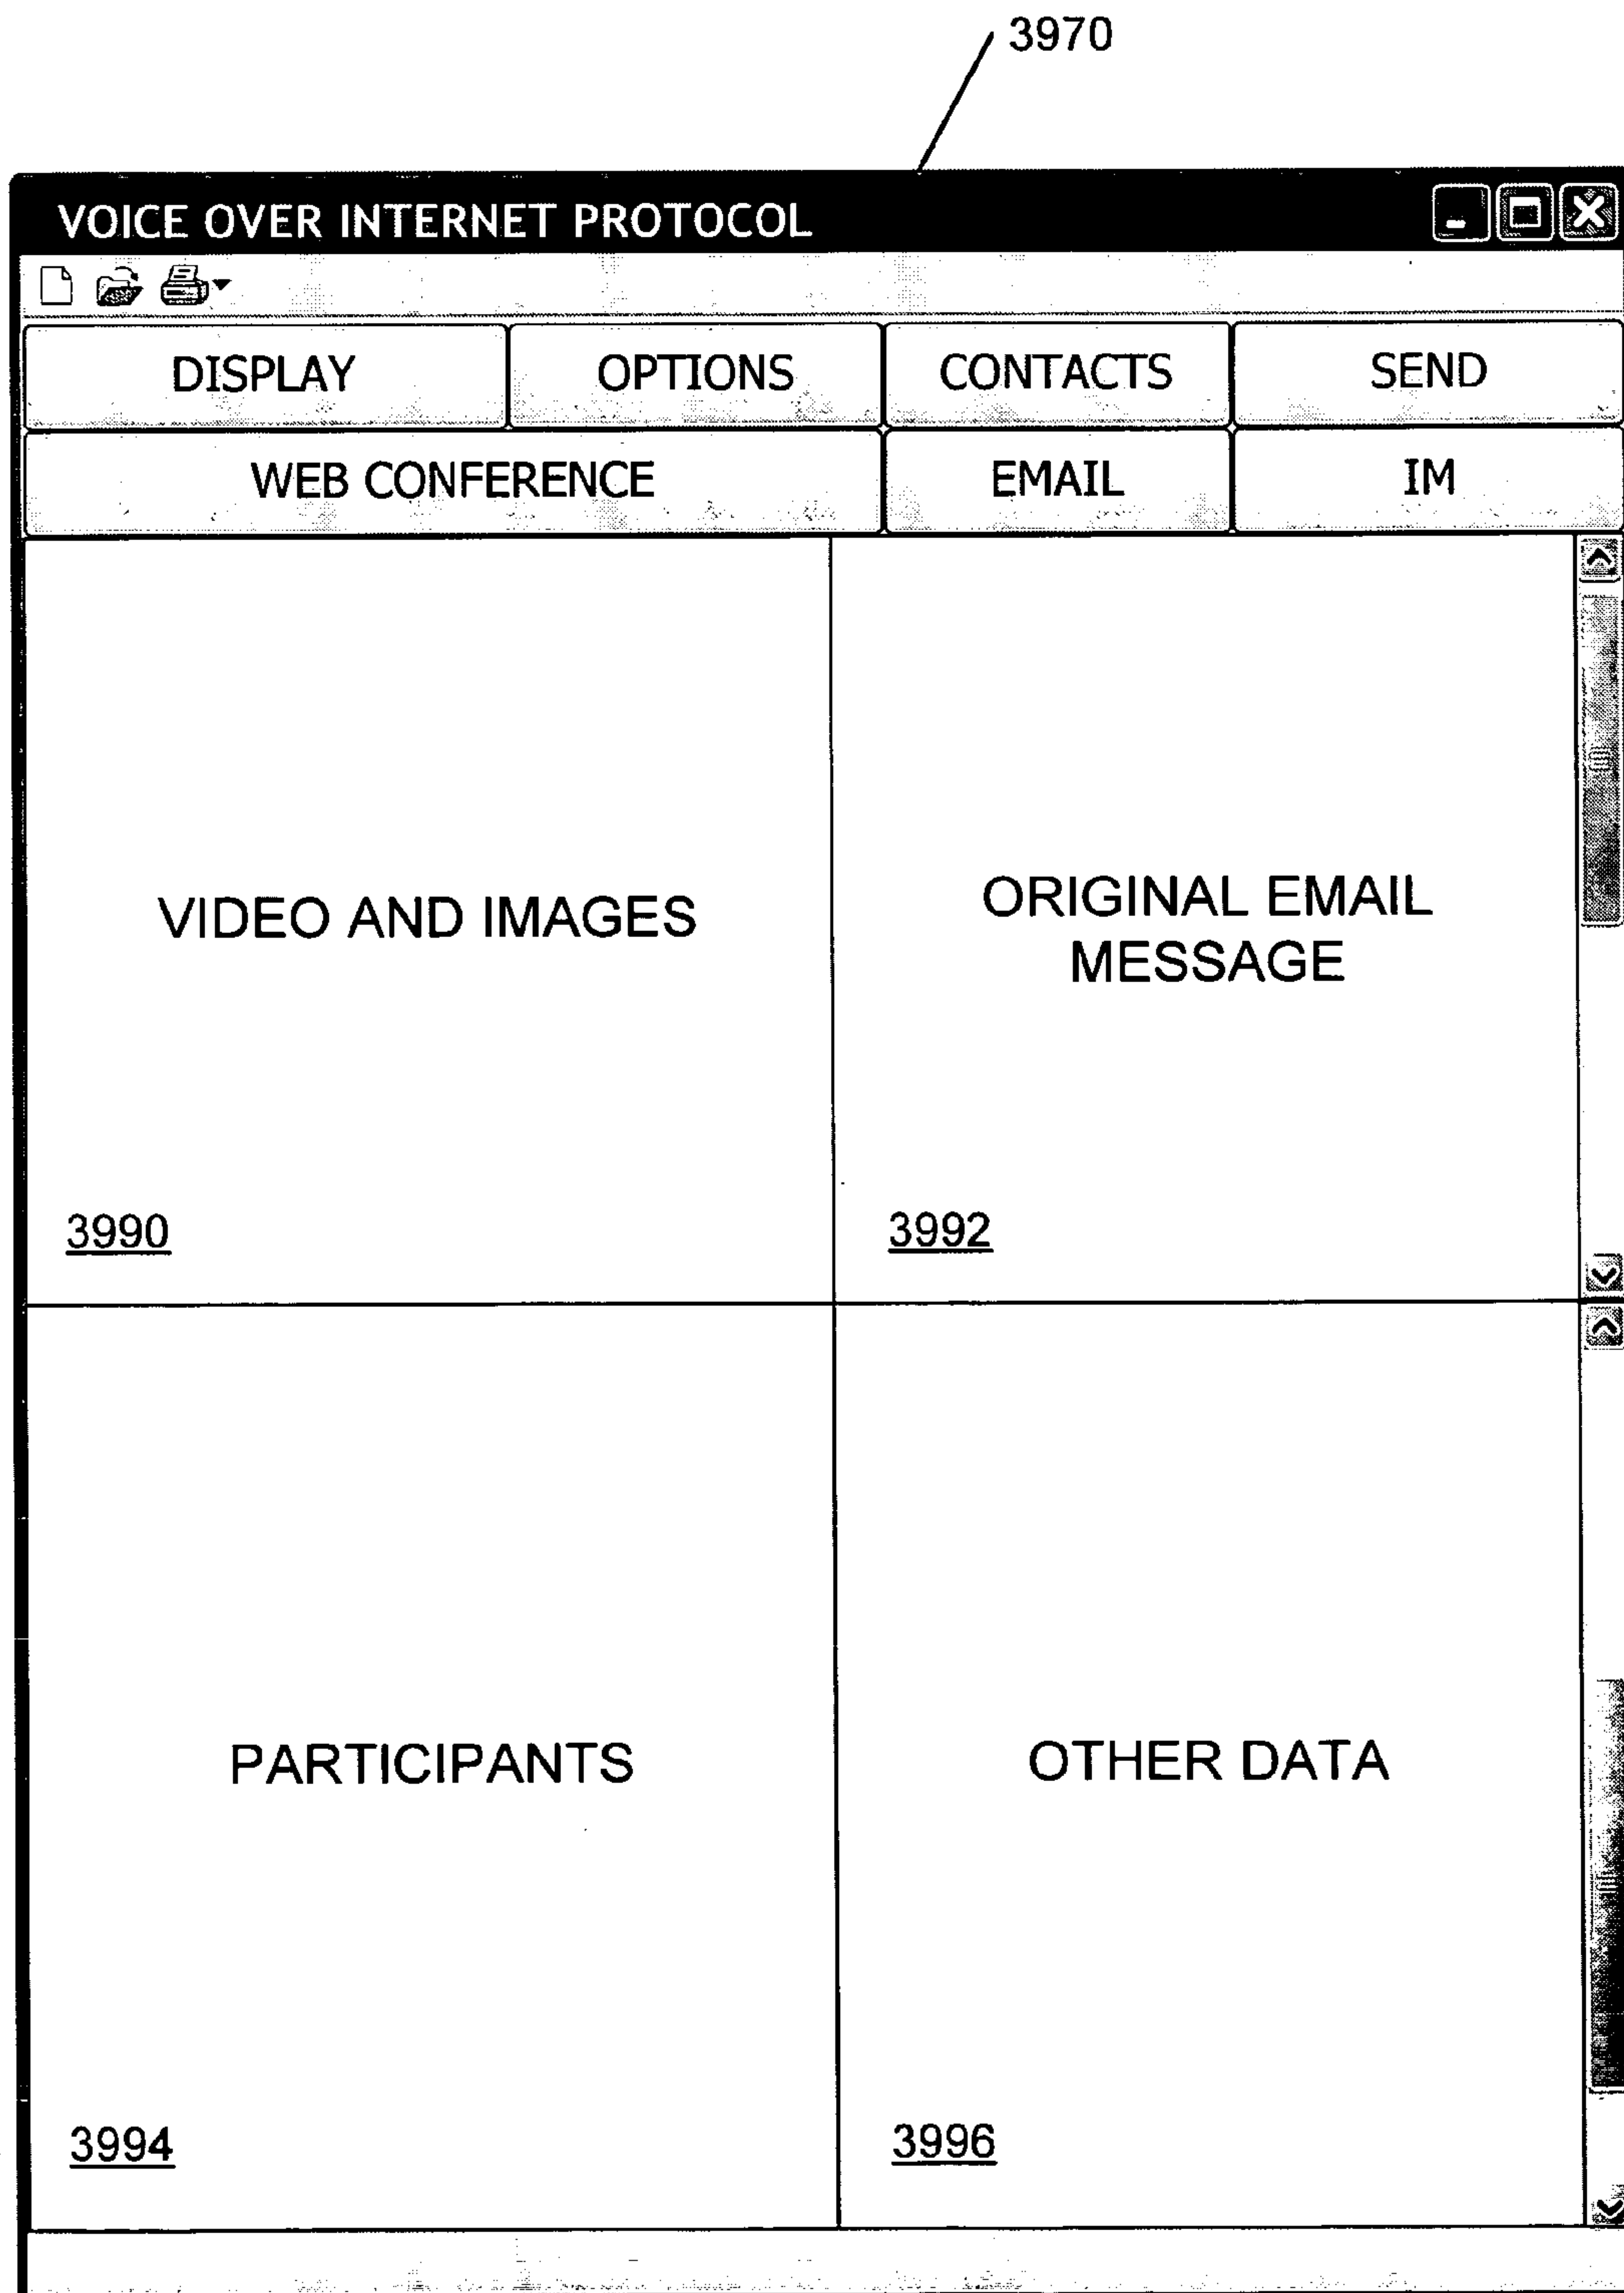 3970
VOICE OVER INTERNET PROTOCOL
DISPLAY OPTIONS CONTACTS SEND
WEB CONFERENCE EMAIL IM
VIDEO AND IMAGES
ORIGINAL EMAIL
MESSAGE
3990
3992
PARTICIPANTS
OTHER DATA
3994
3996